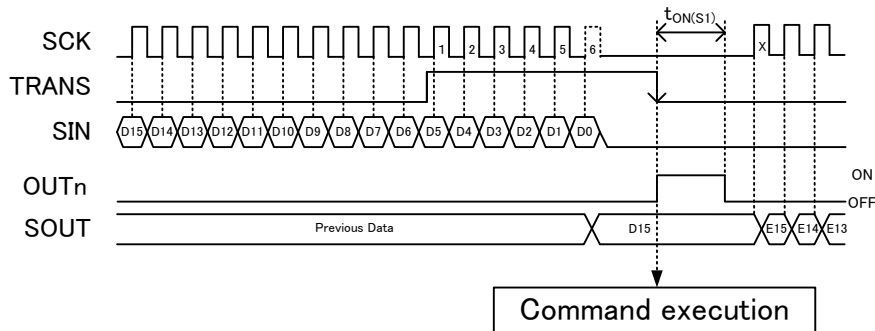 tON(S1)
SCK
1 2 3 4 5 6 X
TRANS
SIN
D15 D14 D13 D12 D11 D10 D9 D8 D7 D6 D5 D4 D3 D2 D1 D0
OUTn
ON
OFF
SOUT
Previous Data D15 E15 E14 E13
Command execution